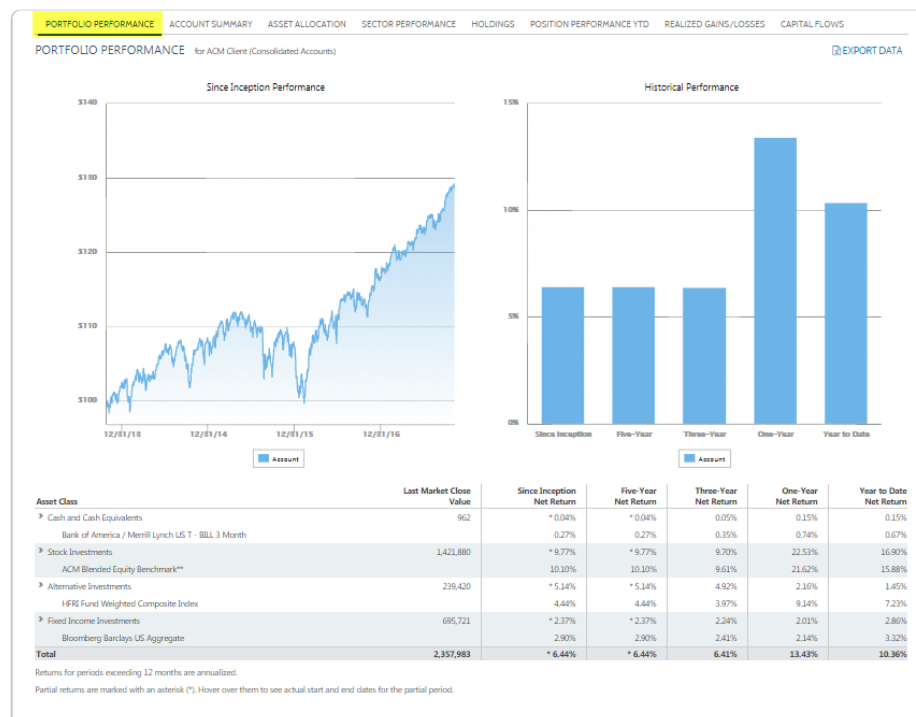 PORTFOLIO PERFORMANCE ACCOUNT SUMMARY ASSET ALLOCATION SECTOR PERFORMANCE HOLDINGS POSITION PERFORMANCE YTD REALIZED GAINS/LOSSES CAPITAL FLOWS
PORTFOLIO PERFORMANCE for ACM Client (Consolidated Accounts) EXPORT DATA
Since Inception Performance
$140
$130
$120
$110
$100
12/31/13 12/31/14 12/31/15 12/31/16
Account
Historical Performance
15%
10%
5%
0%
Since Inception Five-Year Three-Year One-Year Year to Date
Account
Asset Class Last Market Close Value Since Inception Net Return Five-Year Net Return Three-Year Net Return One-Year Net Return Year to Date Net Return
Cash and Cash Equivalents 962 * 0.04% * 0.04% 0.05% 0.15% 0.15%
Bank of America / Merrill Lynch US T - BILL 3 Month 0.27% 0.27% 0.35% 0.74% 0.67%
Stock Investments 1,421,880 * 9.77% * 9.77% 9.70% 22.53% 16.90%
ACM Blended Equity Benchmark** 10.10% 10.10% 9.61% 21.62% 15.88%
Alternative Investments 239,420 * 5.14% * 5.14% 4.92% 2.16% 1.45%
HFRI Fund Weighted Composite Index 4.44% 4.44% 3.97% 9.14% 7.23%
Fixed Income Investments 695,721 * 2.37% * 2.37% 2.24% 2.01% 2.86%
Bloomberg Barclays US Aggregate 2.90% 2.90% 2.41% 2.14% 3.32%
Total 2,357,983 * 6.44% * 6.44% 6.41% 13.43% 10.36%
Returns for periods exceeding 12 months are annualized.
Partial returns are marked with an asterisk (*). Hover over them to see actual start and end dates for the partial period.